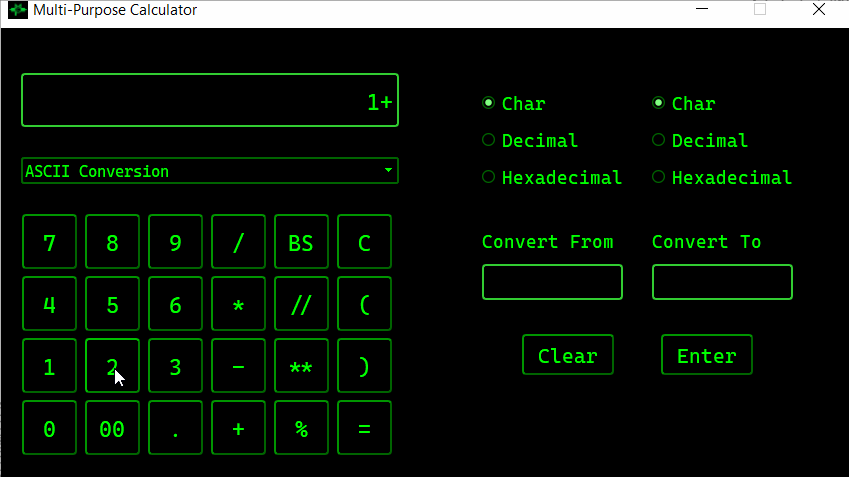 Multi-Purpose Calculator
1+
ASCII Conversion
7 8 9 / BS C
4 5 6 * // (
1 2 3 - ** )
0 00 . + % =
Char Char
Decimal Decimal
Hexadecimal Hexadecimal
Convert From Convert To
Clear Enter